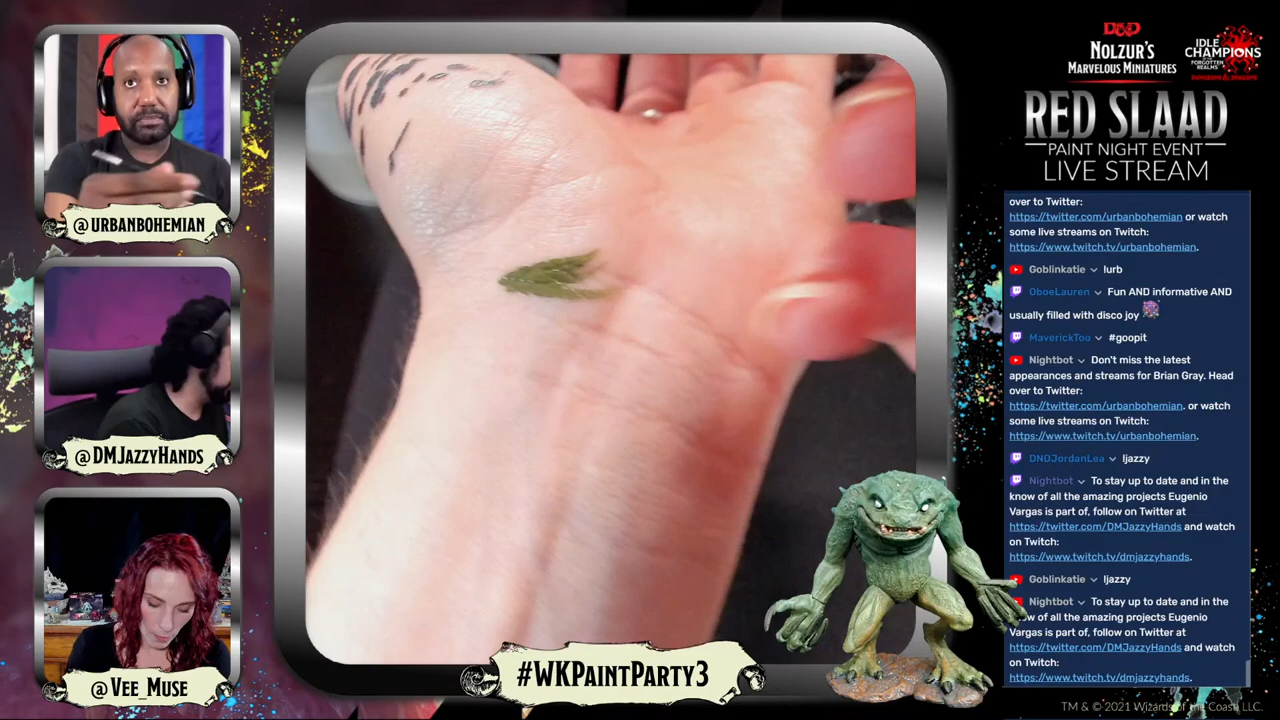 @URBANBOHEMIAN
@DMJAZZYHANDS
@VEE_MUSE
#WKPAINTPARTY3
D&D
NOLZUR'S
MARVELOUS MINIATURES
IDLE
CHAMPIONS
OF THE
FORGOTTEN
REALMS
DUNGEONS & DRAGONS
RED SLAAD
PAINT NIGHT EVENT
LIVE STREAM
over to Twitter:
https://twitter.com/urbanbohemian or watch
some live streams on Twitch:
https://www.twitch.tv/urbanbohemian.
Goblinkatie !urb
OboeLauren Fun AND informative AND
usually filled with disco joy
MaverickToo #goopit
Nightbot Don't miss the latest
appearances and streams for Brian Gray. Head
over to Twitter:
https://twitter.com/urbanbohemian. or watch
some live streams on Twitch:
https://www.twitch.tv/urbanbohemian.
DNDJordanLea !jazzy
Nightbot To stay up to date and in the
know of all the amazing projects Eugenio
Vargas is part of, follow on Twitter at
https://twitter.com/DMJazzyHands and watch
on Twitch:
https://www.twitch.tv/dmjazzyhands.
Goblinkatie !jazzy
Nightbot To stay up to date and in the
know of all the amazing projects Eugenio
Vargas is part of, follow on Twitter at
https://twitter.com/DMJazzyHands and watch
on Twitch:
https://www.twitch.tv/dmjazzyhands.
TM & © 2021 Wizards of the Coast LLC.